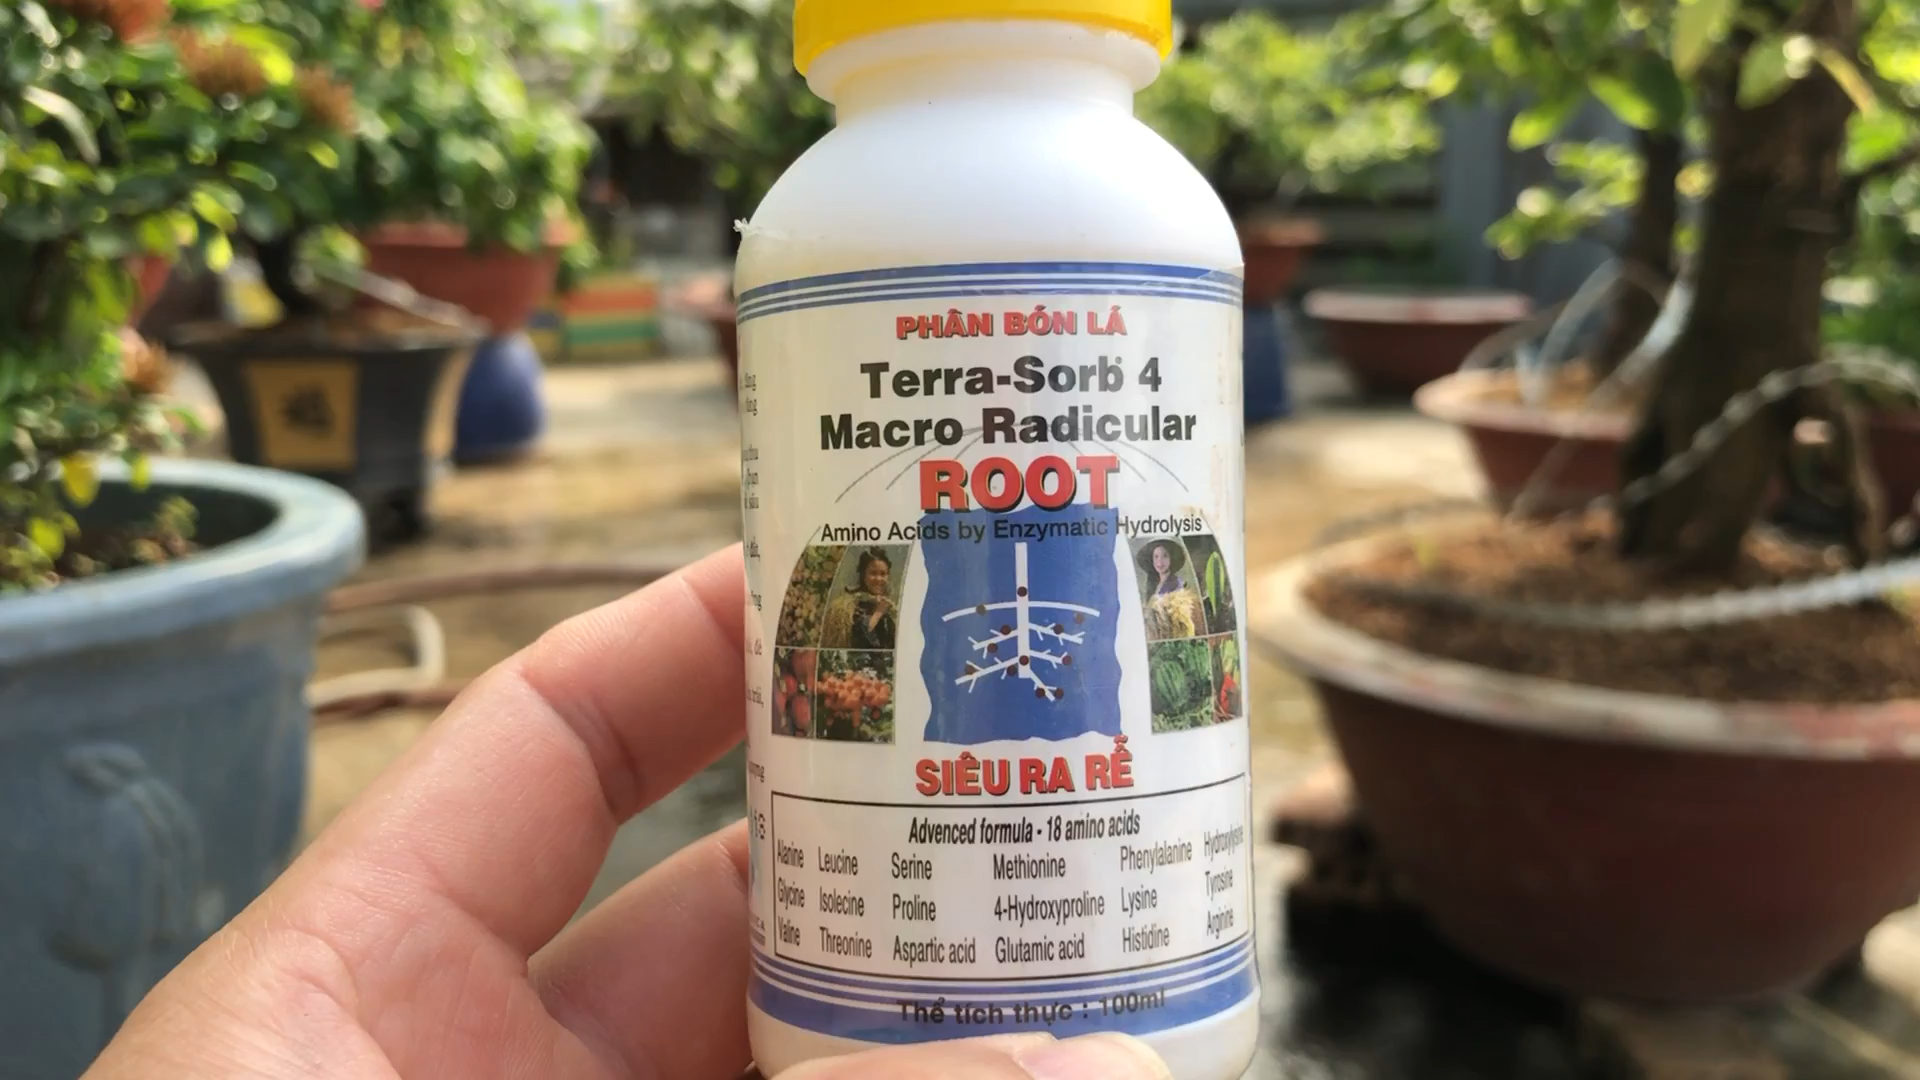 PHÂN BÓN LÁ
Terra-Sorb 4
Macro Radicular
ROOT
Amino Acids by Enzymatic Hydrolysis
SIÊU RA RỄ
Advenced formula - 18 amino acids
Alanine Leucine Serine Methionine Phenylalanine Hydroxylysine
Glycine Isolecine Proline 4-Hydroxyproline Lysine Tyrosine
Valine Threonine Aspartic acid Glutamic acid Histidine Arginine
Thể tích thực : 100ml